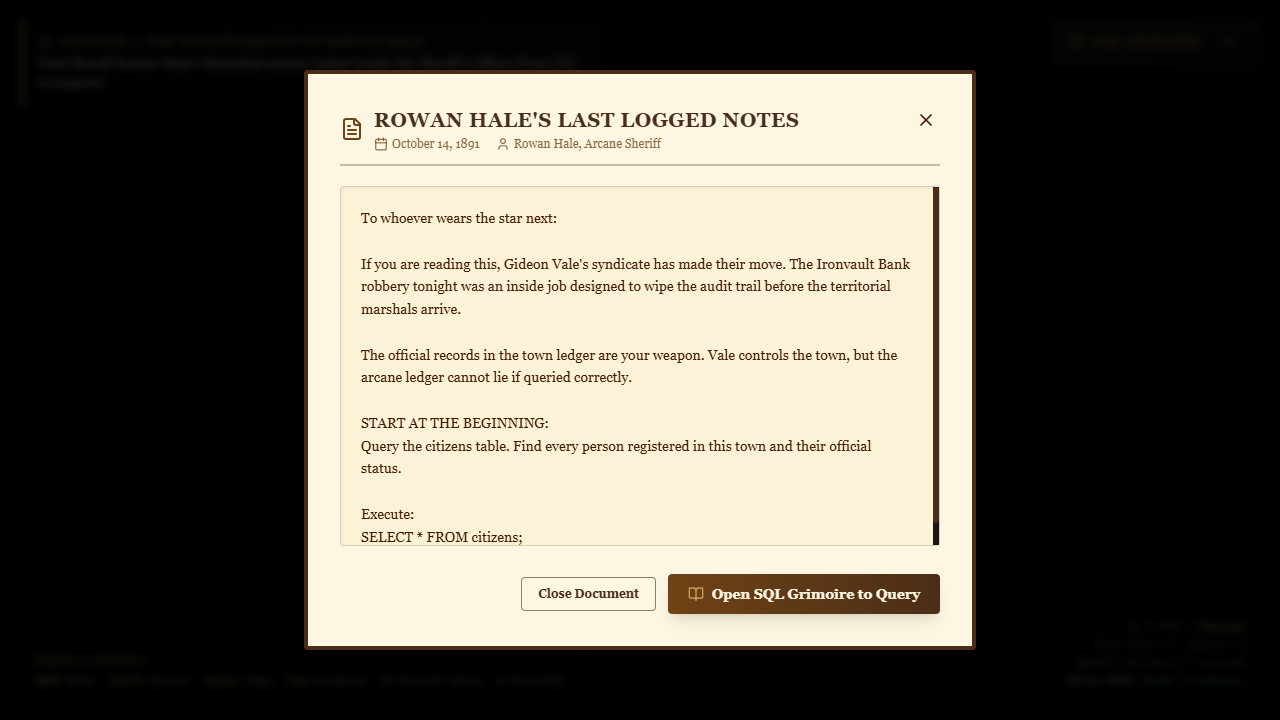 ROWAN HALE'S LAST LOGGED NOTES
October 14, 1891 Rowan Hale, Arcane Sheriff
To whoever wears the star next:
If you are reading this, Gideon Vale's syndicate has made their move. The Ironvault Bank
robbery tonight was an inside job designed to wipe the audit trail before the territorial
marshals arrive.
The official records in the town ledger are your weapon. Vale controls the town, but the
arcane ledger cannot lie if queried correctly.
START AT THE BEGINNING:
Query the citizens table. Find every person registered in this town and their official
status.
Execute:
SELECT * FROM citizens;
Close Document
Open SQL Grimoire to Query